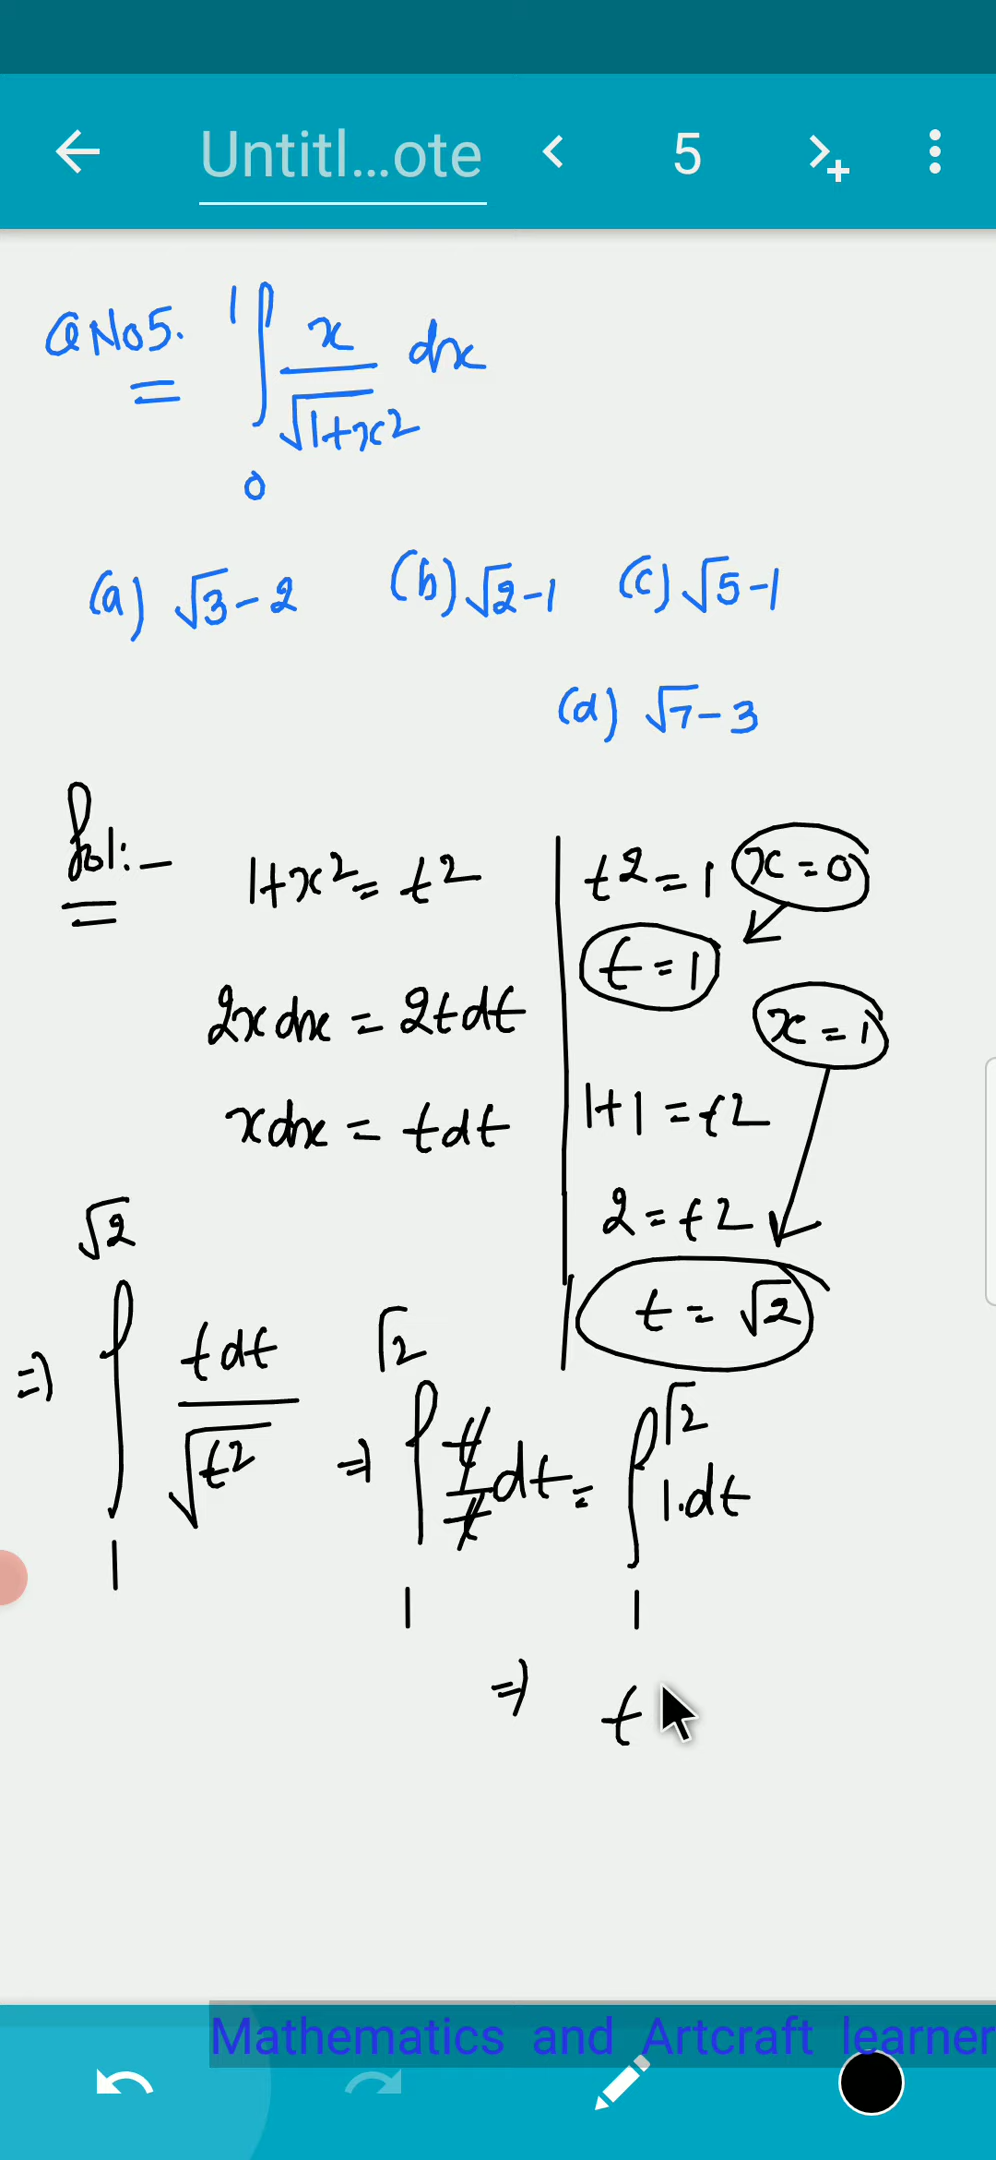 Untitl...ote < 5 >+
QNo5. ∫₀¹ x/√(1+x²) dx
(a) √3-2 (b) √2-1 (c) √5-1
(d) √7-3
Sol:-
1+x² = t²
2x dx = 2t dt
x dx = t dt
t² = 1 x = 0
t = 1
x = 1
1+1 = t²
2 = t²
t = √2
⇒ ∫₁^√2 t dt/√t² ⇒ ∫₁^√2 t/t dt = ∫₁^√2 1.dt
⇒ t
Mathematics and Artcraft learner